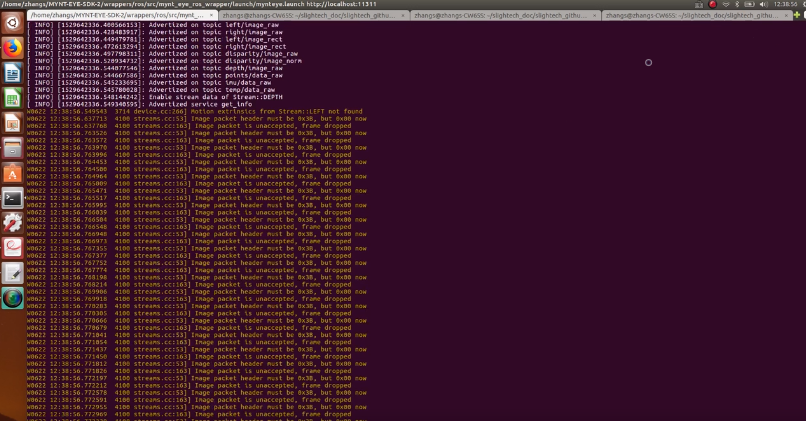 /home/zhangs/MYNT-EYE-SDK-2/wrappers/ros/src/mynt_eye_ros_wrapper/launch/mynteye.launch http://localhost:11311
12:38:56
/home/zhangs/MYNT-EYE-SDK-2/wrappers/ros/src/mynt_...
zhangs@zhangs-CW65S: ~/slightech_doc/slightech_githu...
zhangs@zhangs-CW65S: ~/slightech_doc/slightech_githu...
zhangs@zhangs-CW65S: ~/slightech_doc/slightech_githu...
[ INFO] [1529642336.400566153]: Advertized on topic left/image_raw
[ INFO] [1529642336.428483917]: Advertized on topic right/image_raw
[ INFO] [1529642336.449479781]: Advertized on topic left/image_rect
[ INFO] [1529642336.472613294]: Advertized on topic right/image_rect
[ INFO] [1529642336.497798311]: Advertized on topic disparity/image_raw
[ INFO] [1529642336.520934732]: Advertized on topic disparity/image_norm
[ INFO] [1529642336.544077546]: Advertized on topic depth/image_raw
[ INFO] [1529642336.544667586]: Advertized on topic points/data_raw
[ INFO] [1529642336.545233695]: Advertized on topic imu/data_raw
[ INFO] [1529642336.545780028]: Advertized on topic temp/data_raw
[ INFO] [1529642336.548144242]: Enable stream data of Stream::DEPTH
[ INFO] [1529642336.549340595]: Advertized service get_info
W0622 12:38:56.549543 3714 device.cc:266] Motion extrinsics from Stream::LEFT not found
W0622 12:38:56.637713 4100 streams.cc:53] Image packet header must be 0x3B, but 0x00 now
W0622 12:38:56.637768 4100 streams.cc:163] Image packet is unaccepted, frame dropped
W0622 12:38:56.763526 4100 streams.cc:53] Image packet header must be 0x3B, but 0x00 now
W0622 12:38:56.763572 4100 streams.cc:163] Image packet is unaccepted, frame dropped
W0622 12:38:56.763970 4100 streams.cc:53] Image packet header must be 0x3B, but 0x00 now
W0622 12:38:56.763996 4100 streams.cc:163] Image packet is unaccepted, frame dropped
W0622 12:38:56.764453 4100 streams.cc:53] Image packet header must be 0x3B, but 0x00 now
W0622 12:38:56.764500 4100 streams.cc:163] Image packet is unaccepted, frame dropped
W0622 12:38:56.764964 4100 streams.cc:53] Image packet header must be 0x3B, but 0x00 now
W0622 12:38:56.765009 4100 streams.cc:163] Image packet is unaccepted, frame dropped
W0622 12:38:56.765471 4100 streams.cc:53] Image packet header must be 0x3B, but 0x00 now
W0622 12:38:56.765517 4100 streams.cc:163] Image packet is unaccepted, frame dropped
W0622 12:38:56.765995 4100 streams.cc:53] Image packet header must be 0x3B, but 0x00 now
W0622 12:38:56.766039 4100 streams.cc:163] Image packet is unaccepted, frame dropped
W0622 12:38:56.766504 4100 streams.cc:53] Image packet header must be 0x3B, but 0x00 now
W0622 12:38:56.766548 4100 streams.cc:163] Image packet is unaccepted, frame dropped
W0622 12:38:56.766940 4100 streams.cc:53] Image packet header must be 0x3B, but 0x00 now
W0622 12:38:56.766973 4100 streams.cc:163] Image packet is unaccepted, frame dropped
W0622 12:38:56.767355 4100 streams.cc:53] Image packet header must be 0x3B, but 0x00 now
W0622 12:38:56.767377 4100 streams.cc:163] Image packet is unaccepted, frame dropped
W0622 12:38:56.767752 4100 streams.cc:53] Image packet header must be 0x3B, but 0x00 now
W0622 12:38:56.767774 4100 streams.cc:163] Image packet is unaccepted, frame dropped
W0622 12:38:56.768198 4100 streams.cc:53] Image packet header must be 0x3B, but 0x00 now
W0622 12:38:56.768214 4100 streams.cc:163] Image packet is unaccepted, frame dropped
W0622 12:38:56.769906 4100 streams.cc:53] Image packet header must be 0x3B, but 0x00 now
W0622 12:38:56.769918 4100 streams.cc:163] Image packet is unaccepted, frame dropped
W0622 12:38:56.770283 4100 streams.cc:53] Image packet header must be 0x3B, but 0x00 now
W0622 12:38:56.770305 4100 streams.cc:163] Image packet is unaccepted, frame dropped
W0622 12:38:56.770666 4100 streams.cc:53] Image packet header must be 0x3B, but 0x00 now
W0622 12:38:56.770679 4100 streams.cc:163] Image packet is unaccepted, frame dropped
W0622 12:38:56.771041 4100 streams.cc:53] Image packet header must be 0x3B, but 0x00 now
W0622 12:38:56.771054 4100 streams.cc:163] Image packet is unaccepted, frame dropped
W0622 12:38:56.771437 4100 streams.cc:53] Image packet header must be 0x3B, but 0x00 now
W0622 12:38:56.771450 4100 streams.cc:163] Image packet is unaccepted, frame dropped
W0622 12:38:56.771812 4100 streams.cc:53] Image packet header must be 0x3B, but 0x00 now
W0622 12:38:56.771826 4100 streams.cc:163] Image packet is unaccepted, frame dropped
W0622 12:38:56.772197 4100 streams.cc:53] Image packet header must be 0x3B, but 0x00 now
W0622 12:38:56.772212 4100 streams.cc:163] Image packet is unaccepted, frame dropped
W0622 12:38:56.772578 4100 streams.cc:53] Image packet header must be 0x3B, but 0x00 now
W0622 12:38:56.772591 4100 streams.cc:163] Image packet is unaccepted, frame dropped
W0622 12:38:56.772955 4100 streams.cc:53] Image packet header must be 0x3B, but 0x00 now
W0622 12:38:56.772969 4100 streams.cc:163] Image packet is unaccepted, frame dropped